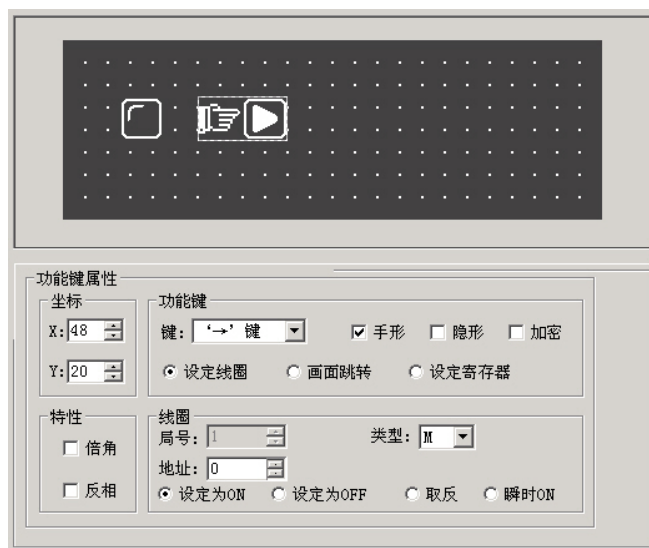 功能键属性
坐标
功能键
X: 48
键: ‘→’ 键
手形
隐形
加密
Y: 20
设定线圈
画面跳转
设定寄存器
特性
线圈
局号: 1
类型: M
倍角
地址: 0
反相
设定为ON
设定为OFF
取反
瞬时ON